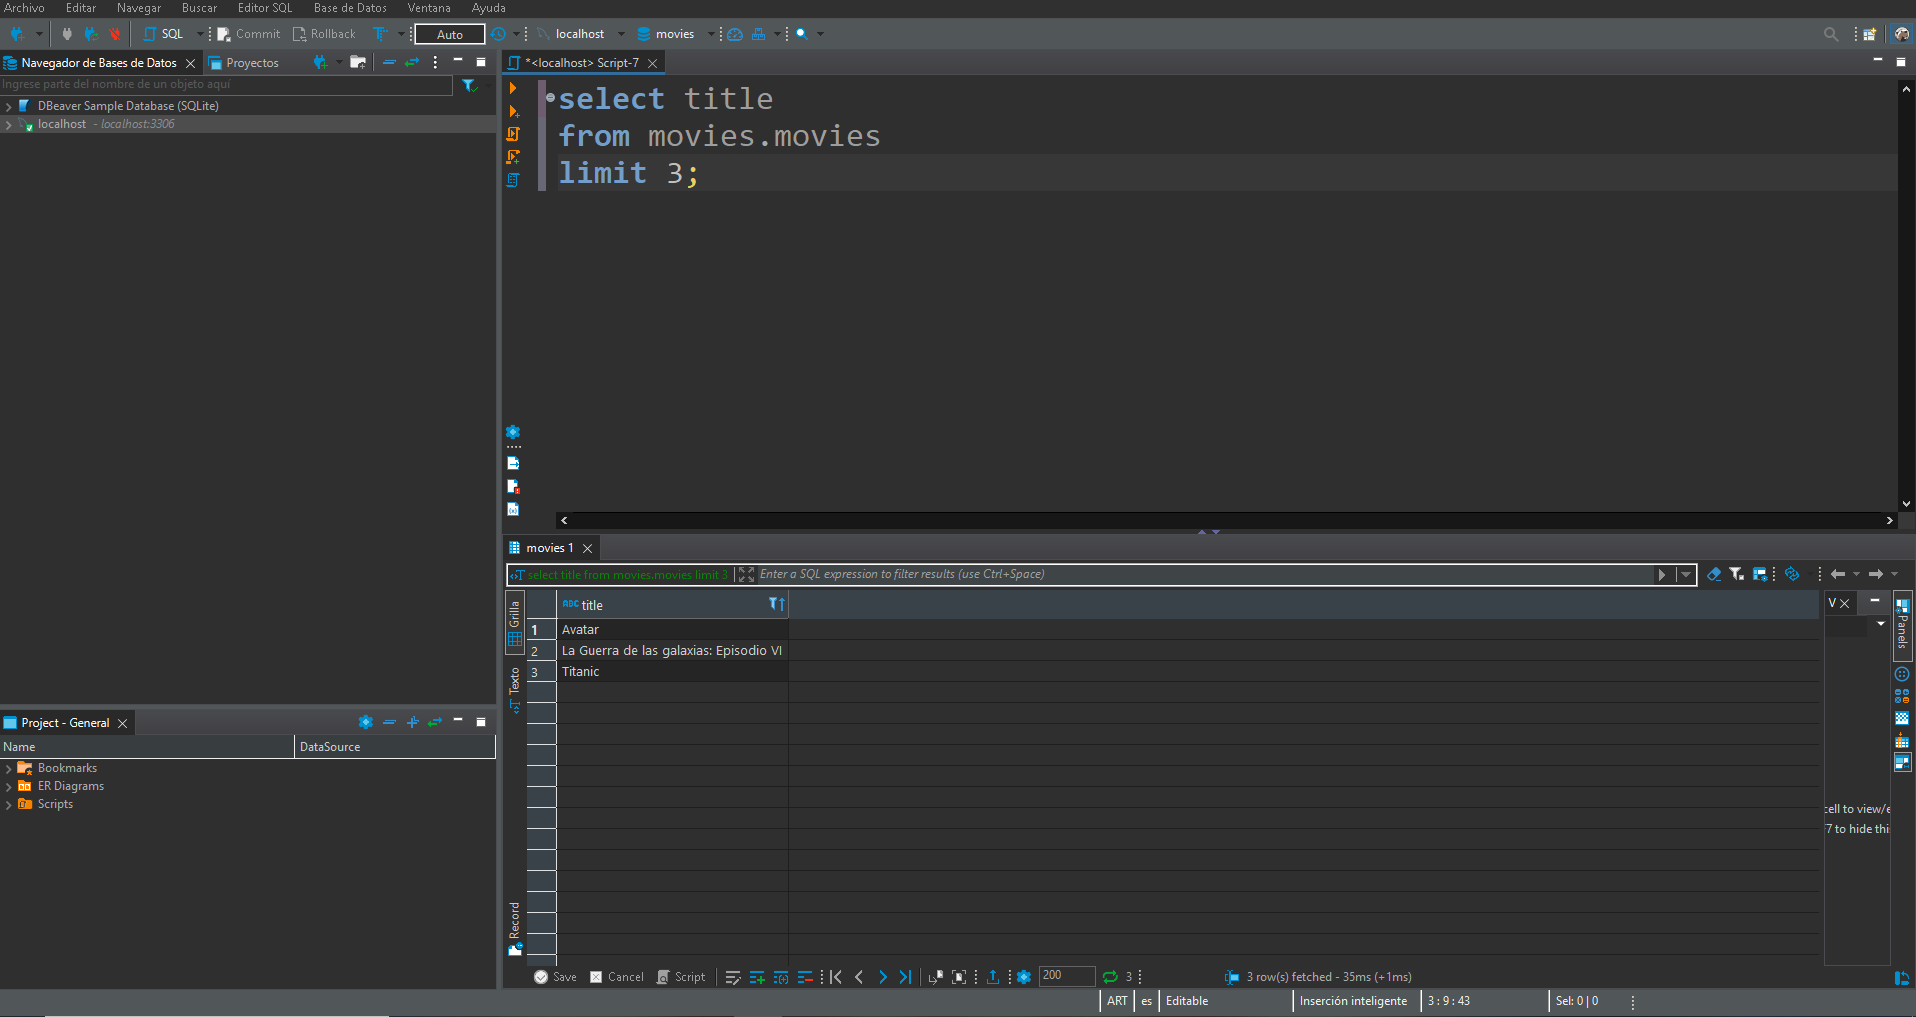 Archivo Editar Navegar Buscar Editor SQL Base de Datos Ventana Ayuda
SQL Commit Rollback Auto localhost movies
Navegador de Bases de Datos Proyectos
*<localhost> Script-7
Ingrese parte del nombre de un objeto aquí
DBeaver Sample Database (SQLite)
localhost - localhost:3306
select title
from movies.movies
limit 3;
movies 1
select title from movies.movies limit 3 Enter a SQL expression to filter results (use Ctrl+Space)
Grilla
Texto
Record
ABC title
1 Avatar
2 La Guerra de las galaxias: Episodio VI
3 Titanic
V
Panels
cell to view/e
7 to hide thi
Project - General
Name DataSource
Bookmarks
ER Diagrams
Scripts
Save Cancel Script 200 3 3 row(s) fetched - 35ms (+1ms)
ART es Editable Inserción inteligente 3 : 9 : 43 Sel: 0 | 0